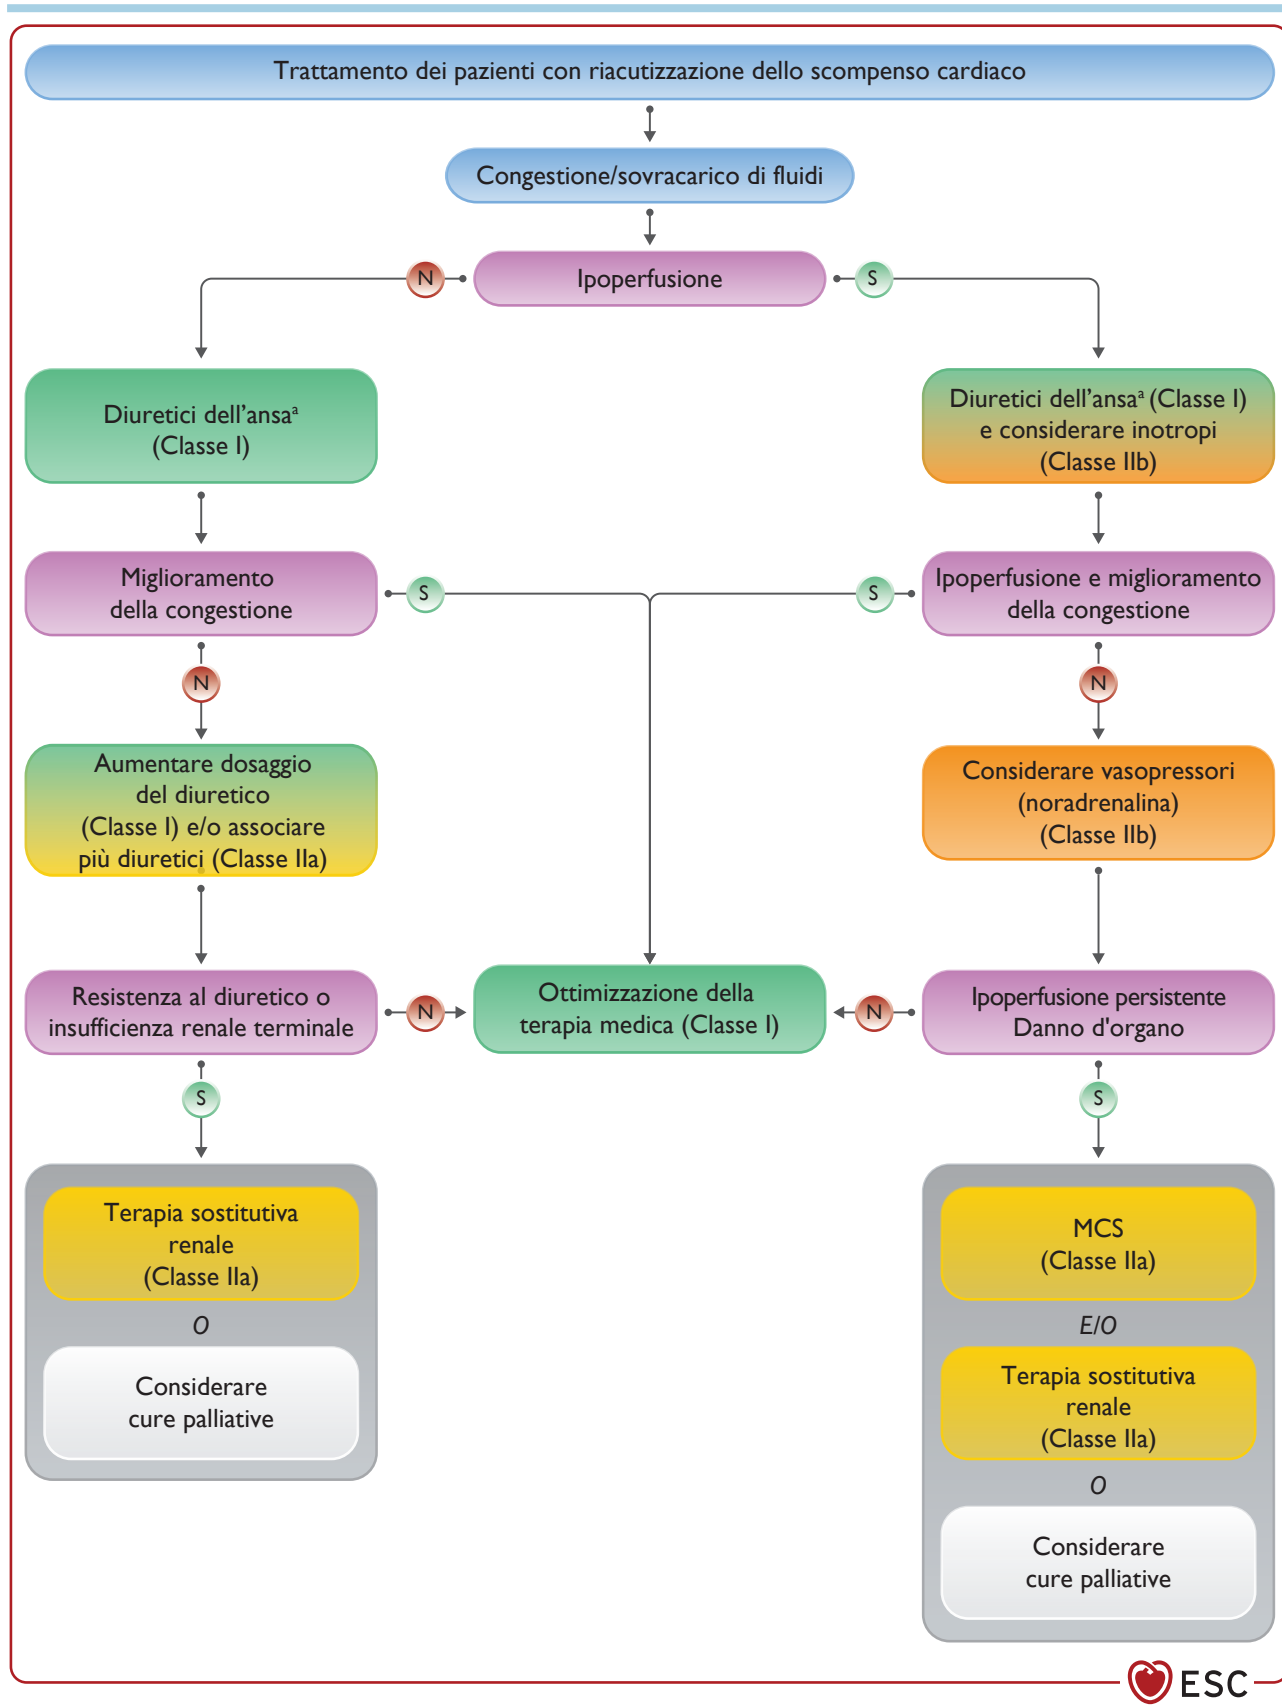 Trattamento dei pazienti con riacutizzazione dello scompenso cardiaco
Congestione/sovracarico di fluidi
N
Ipoperfusione
S
Diuretici dell'ansaᵃ
(Classe I)
Diuretici dell'ansaᵃ (Classe I)
e considerare inotropi
(Classe IIb)
Miglioramento
della congestione
S
S
Ipoperfusione e miglioramento
della congestione
N
N
Aumentare dosaggio
del diuretico
(Classe I) e/o associare
più diuretici (Classe IIa)
Considerare vasopressori
(noradrenalina)
(Classe IIb)
Resistenza al diuretico o
insufficienza renale terminale
N
Ottimizzazione della
terapia medica (Classe I)
N
Ipoperfusione persistente
Danno d'organo
S
S
Terapia sostitutiva
renale
(Classe IIa)
O
Considerare
cure palliative
MCS
(Classe IIa)
E/O
Terapia sostitutiva
renale
(Classe IIa)
O
Considerare
cure palliative
ESC